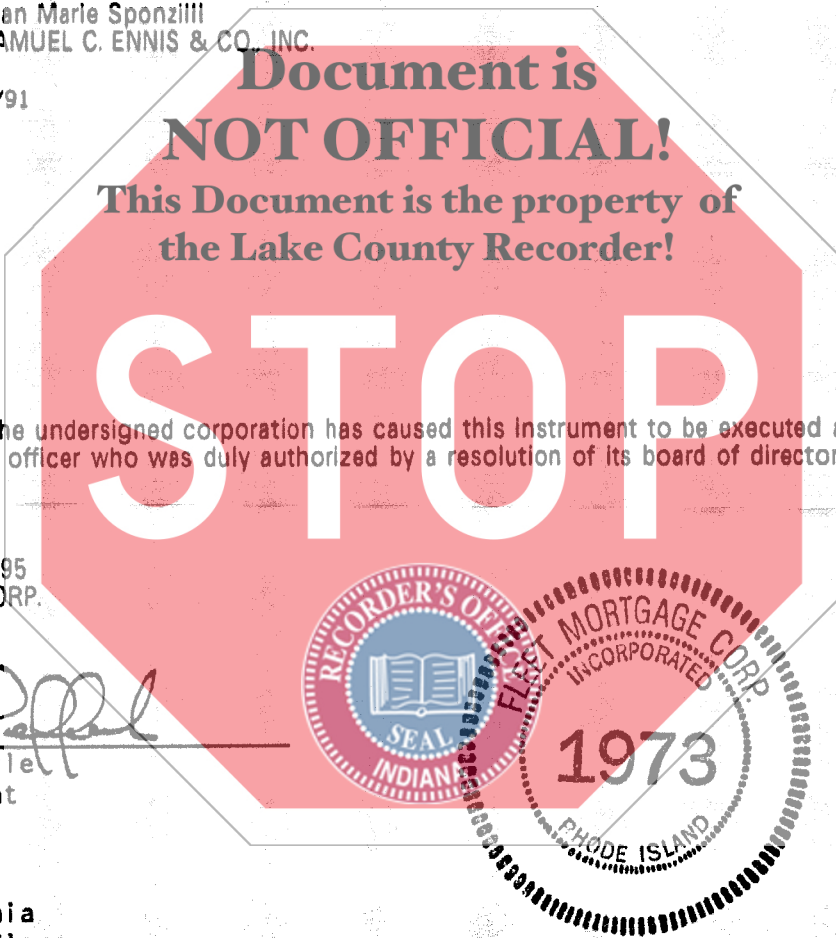 an Marie Sponzilli
AMUEL C. ENNIS & CO., INC.
Document is
/91
NOT OFFICIAL!
This Document is the property of
the Lake County Recorder!
STOP
he undersigned corporation has caused this instrument to be executed a
officer who was duly authorized by a resolution of its board of director
95
ORP.
RECORDER'S OFFICE
SEAL
INDIANA
FLEET MORTGAGE CORP.
INCORPORATED
1973
RHODE ISLAND
le
t
nia